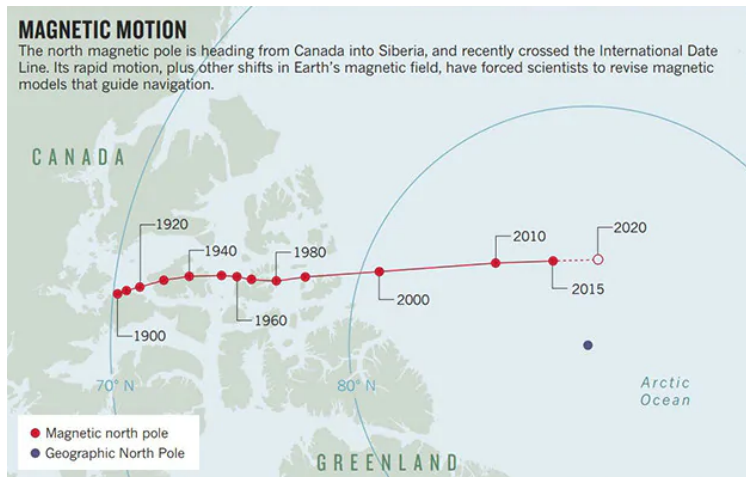 MAGNETIC MOTION
The north magnetic pole is heading from Canada into Siberia, and recently crossed the International Date
Line. Its rapid motion, plus other shifts in Earth's magnetic field, have forced scientists to revise magnetic
models that guide navigation.
CANADA
1920
1940
1980
2010
2020
2000
2015
1960
1900
70° N
80° N
Arctic
Ocean
Magnetic north pole
Geographic North Pole
GREENLAND